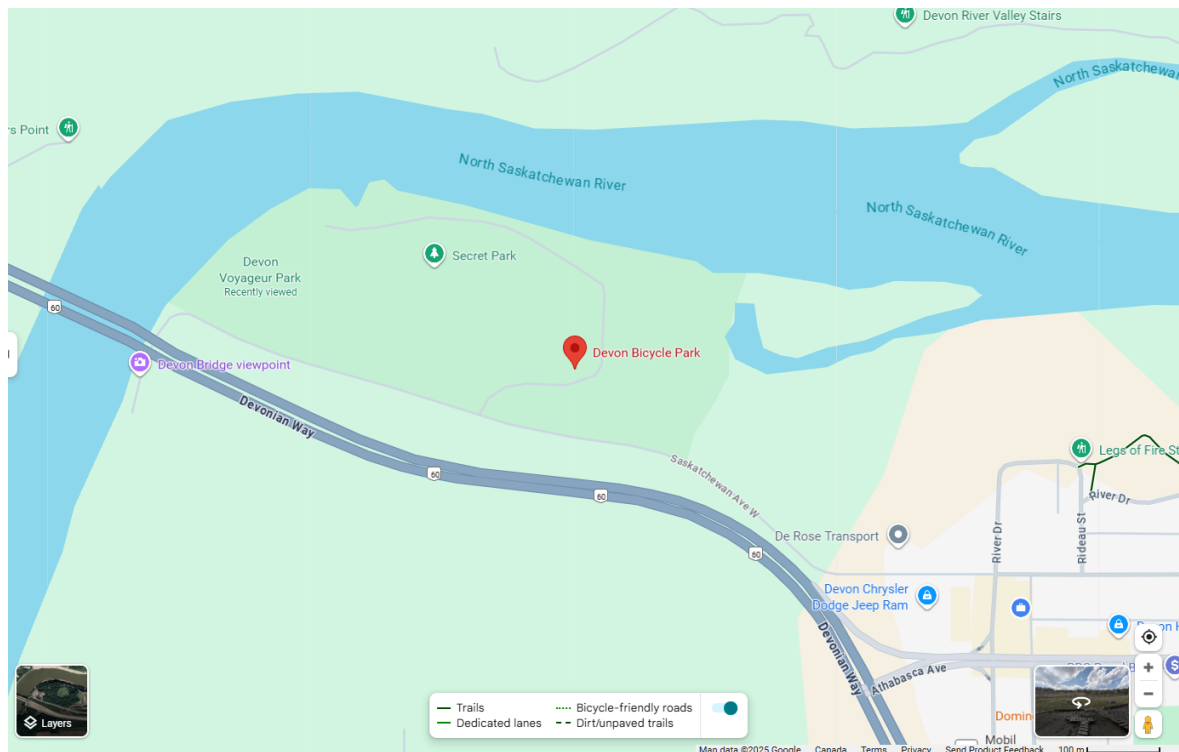 Devon River Valley Stairs
North Saskatchewan
rs Point
North Saskatchewan River
North Saskatchewan River
Devon
Voyageur Park
Recently viewed
Secret Park
60
Devon Bicycle Park
Devon Bridge viewpoint
Devonian Way
60
60
Saskatchewan Ave W
Legs of Fire St
River Dr
De Rose Transport
River Dr
Rideau St
60
Devon Chrysler
Dodge Jeep Ram
Devon H
Devonian Way
Athabasca Ave
Domin
Mobil
Layers
Trails
Bicycle-friendly roads
Dedicated lanes
Dirt/unpaved trails
$
Map data ©2025 Google Canada Terms Privacy Send Product Feedback 100 m